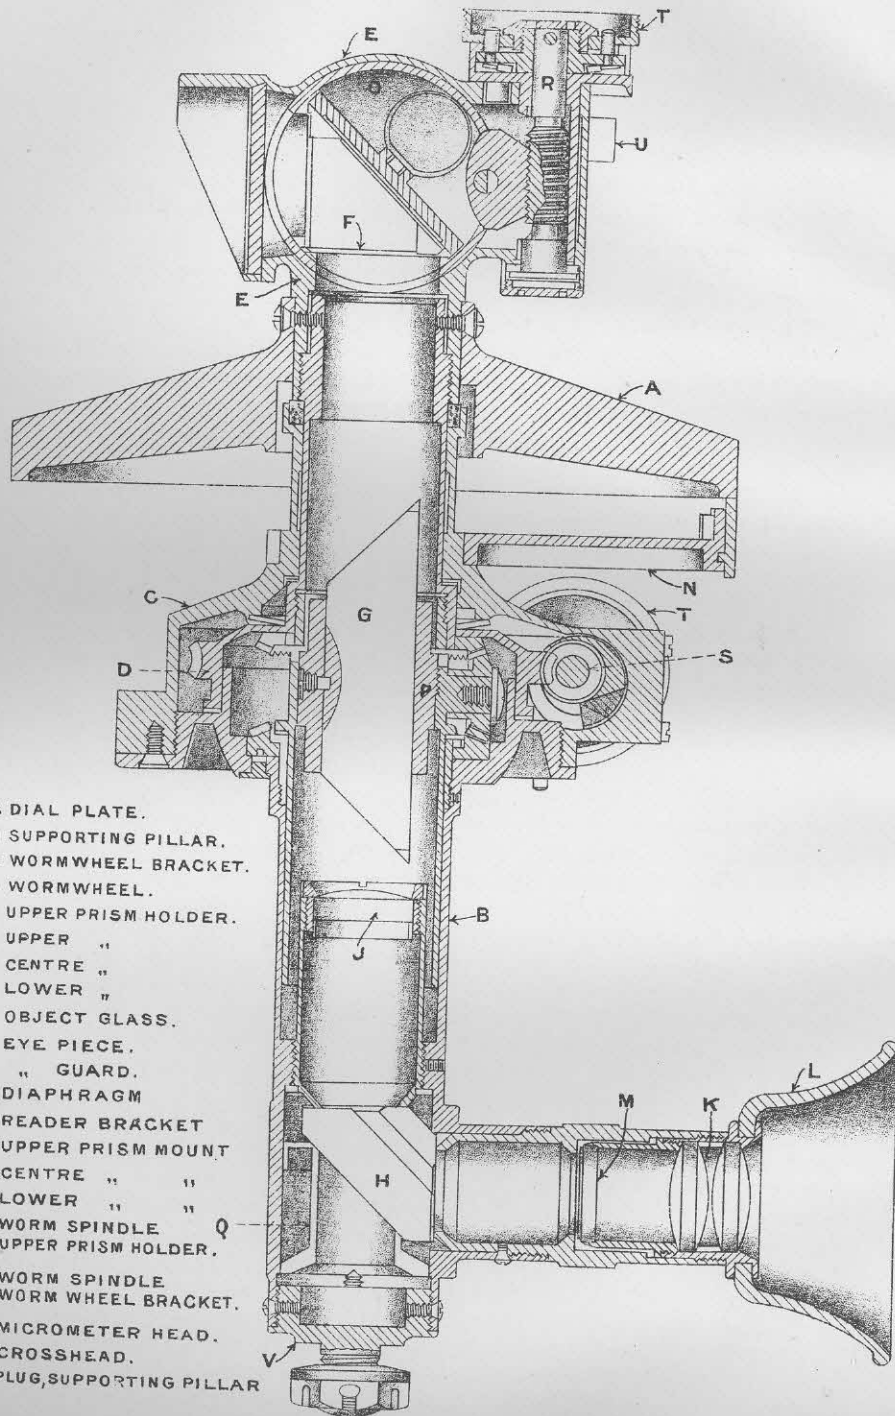 E
T
O
R
U
F
E
A
N
C
G
T
D
S
P
DIAL PLATE.
SUPPORTING PILLAR.
WORMWHEEL BRACKET.
WORMWHEEL.
UPPER PRISM HOLDER.
B
UPPER „
J
CENTRE „
LOWER „
OBJECT GLASS.
EYE PIECE.
„ GUARD.
L
DIAPHRAGM
M
K
READER BRACKET
UPPER PRISM MOUNT
CENTRE „ „
H
LOWER „ „
WORM SPINDLE
Q
UPPER PRISM HOLDER.
WORM SPINDLE
WORM WHEEL BRACKET.
MICROMETER HEAD.
V
CROSSHEAD.
PLUG, SUPPORTING PILLAR